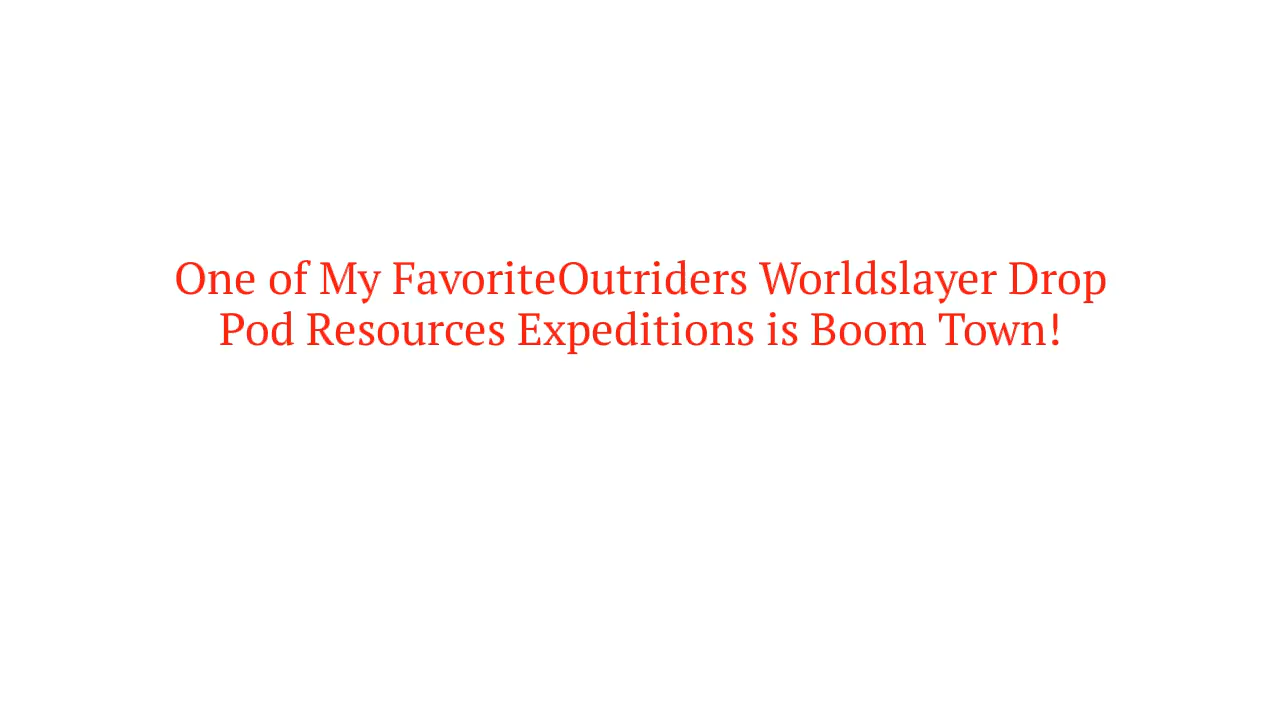 One of My FavoriteOutriders Worldslayer Drop
Pod Resources Expeditions is Boom Town!